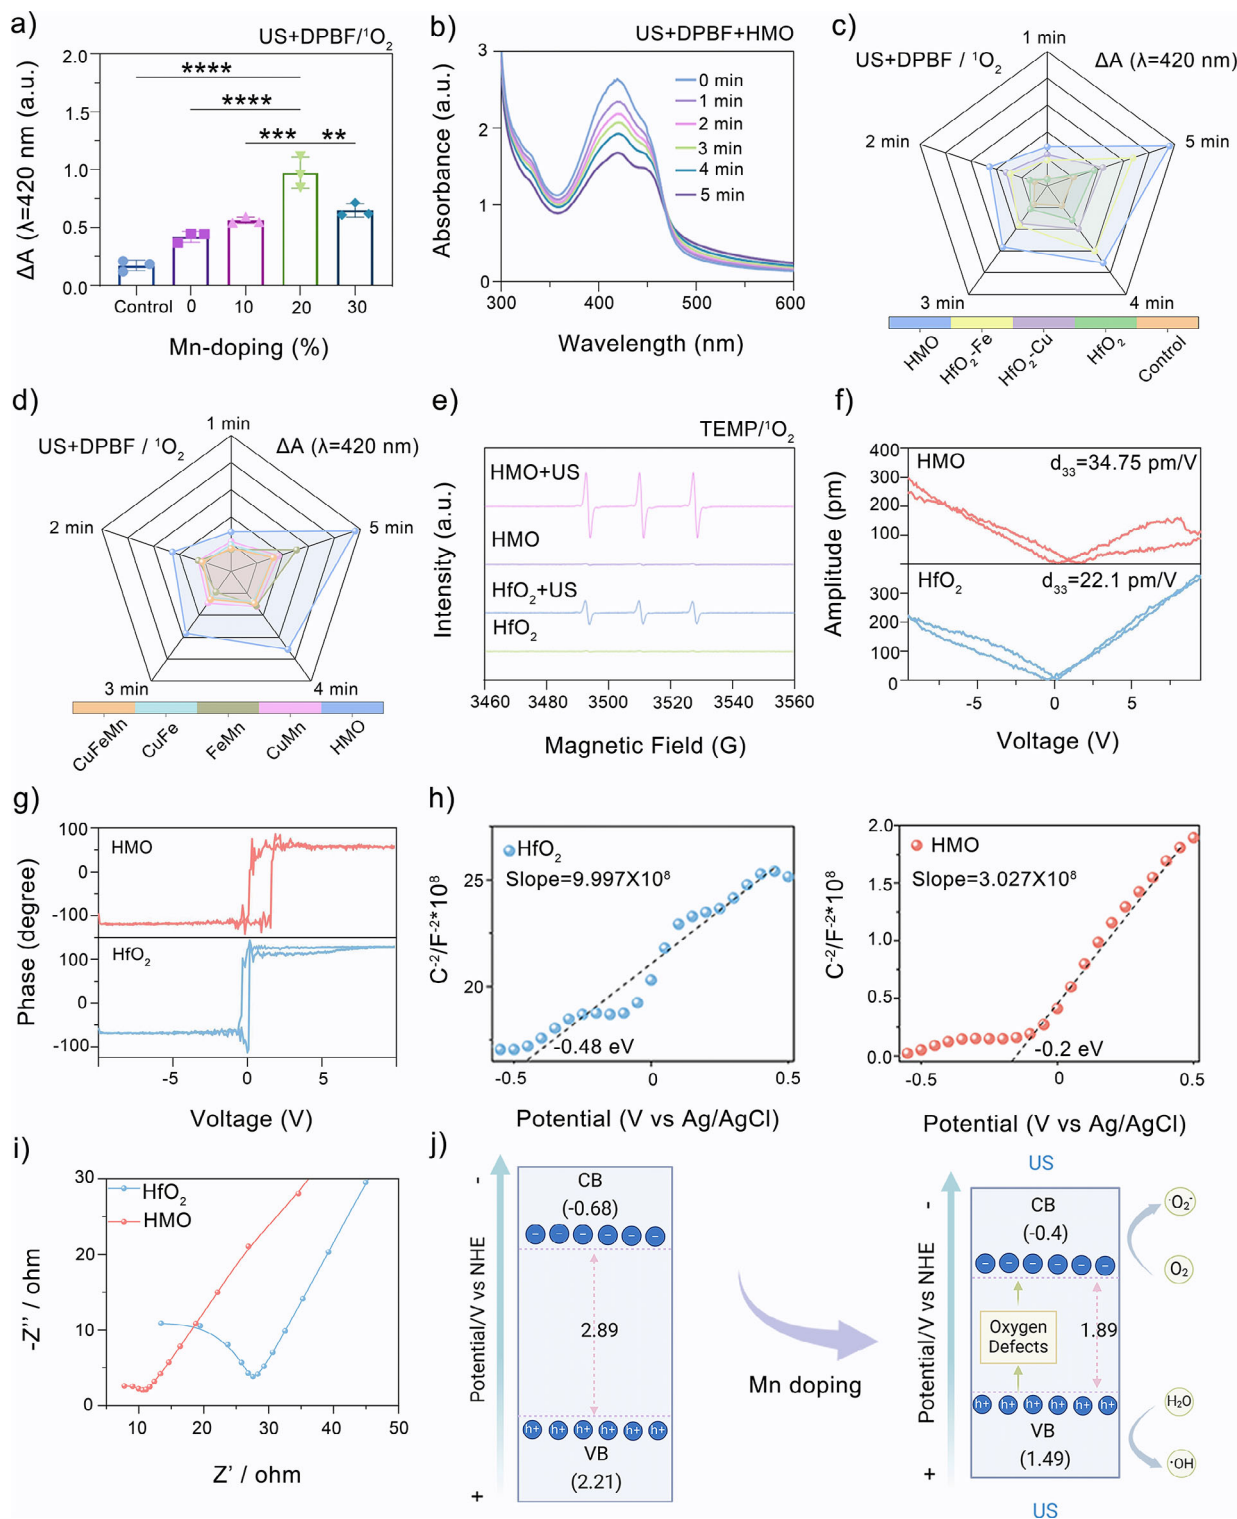 a)
US+DPBF/¹O₂
ΔA (λ=420 nm) (a.u.)
2.0
1.5
1.0
0.5
0.0
****
****
***
**
Control 0 10 20 30
Mn-doping (%)
b)
US+DPBF+HMO
Absorbance (a.u.)
3
2
1
0
0 min
1 min
2 min
3 min
4 min
5 min
300 400 500 600
Wavelength (nm)
c)
1 min
US+DPBF / ¹O₂
ΔA (λ=420 nm)
2 min
5 min
3 min
4 min
HMO
HfO₂-Fe
HfO₂-Cu
HfO₂
Control
d)
1 min
US+DPBF / ¹O₂
ΔA (λ=420 nm)
2 min
5 min
3 min
4 min
CuFeMn
CuFe
FeMn
CuMn
HMO
e)
TEMP/¹O₂
Intensity (a.u.)
HMO+US
HMO
HfO₂+US
HfO₂
3460 3480 3500 3520 3540 3560
Magnetic Field (G)
f)
Amplitude (pm)
400
300
200
100
HMO
d₃₃=34.75 pm/V
300
200
100
0
HfO₂
d₃₃=22.1 pm/V
-5 0 5
Voltage (V)
g)
Phase (degree)
100
0
-100
HMO
100
0
-100
HfO₂
-5 0 5
Voltage (V)
h)
C⁻²/F⁻²*10⁸
25
20
HfO₂
Slope=9.997X10⁸
-0.48 eV
-0.5 0 0.5
Potential (V vs Ag/AgCl)
C⁻²/F⁻²*10⁸
2.0
1.5
1.0
0.5
0.0
HMO
Slope=3.027X10⁸
-0.2 eV
-0.5 0 0.5
Potential (V vs Ag/AgCl)
i)
-Z'' / ohm
30
20
10
0
HfO₂
HMO
0 10 20 30 40 50
Z' / ohm
j)
Potential/V vs NHE
-
+
CB
(-0.68)
- - - - - -
2.89
h+ h+ h+ h+ h+ h+
VB
(2.21)
Mn doping
US
Potential/V vs NHE
-
+
CB
(-0.4)
- - - - - -
Oxygen
Defects
1.89
h+ h+ h+ h+ h+ h+
VB
(1.49)
US
·O₂⁻
O₂
H₂O
·OH